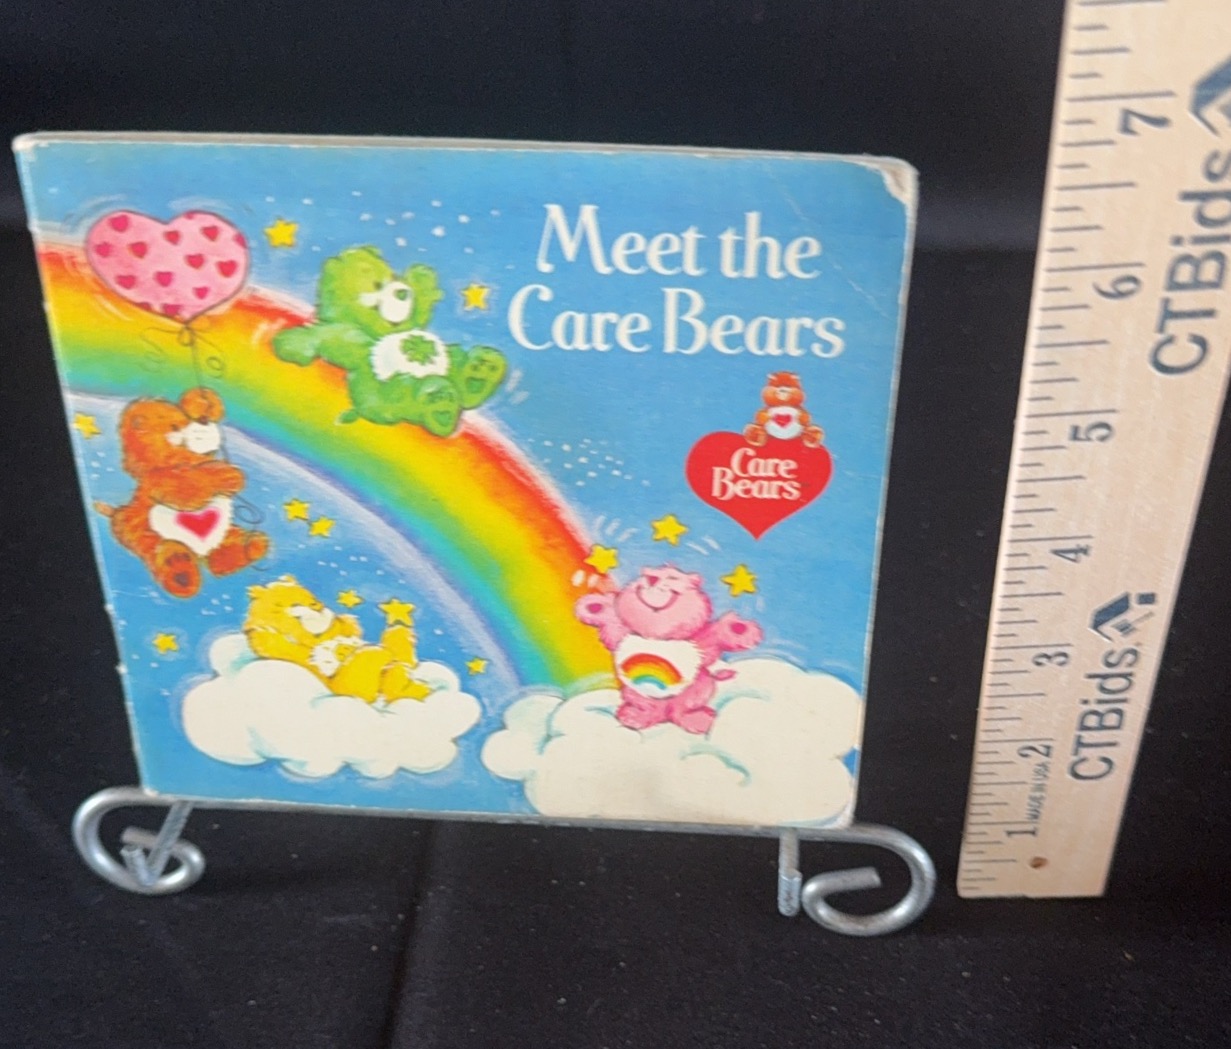 Meet the
Care Bears
Care
Bears
7
6
5
4
3
2
1
MADE IN USA
CTBids
CTBids